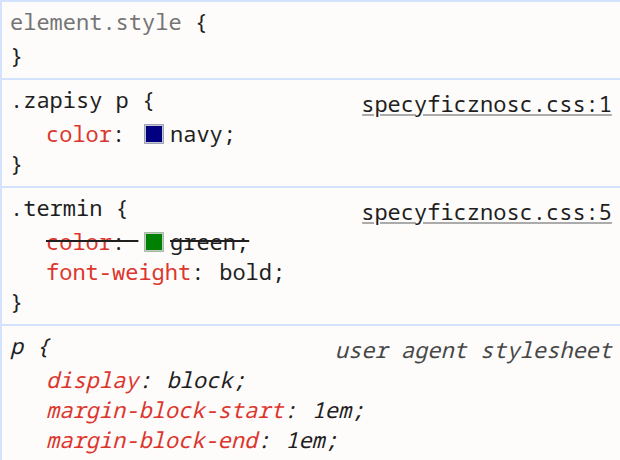 element.style {
}
.zapisy p { specyficznosc.css:1
color: navy;
}
.termin { specyficznosc.css:5
color: green;
font-weight: bold;
}
p { user agent stylesheet
display: block;
margin-block-start: 1em;
margin-block-end: 1em;